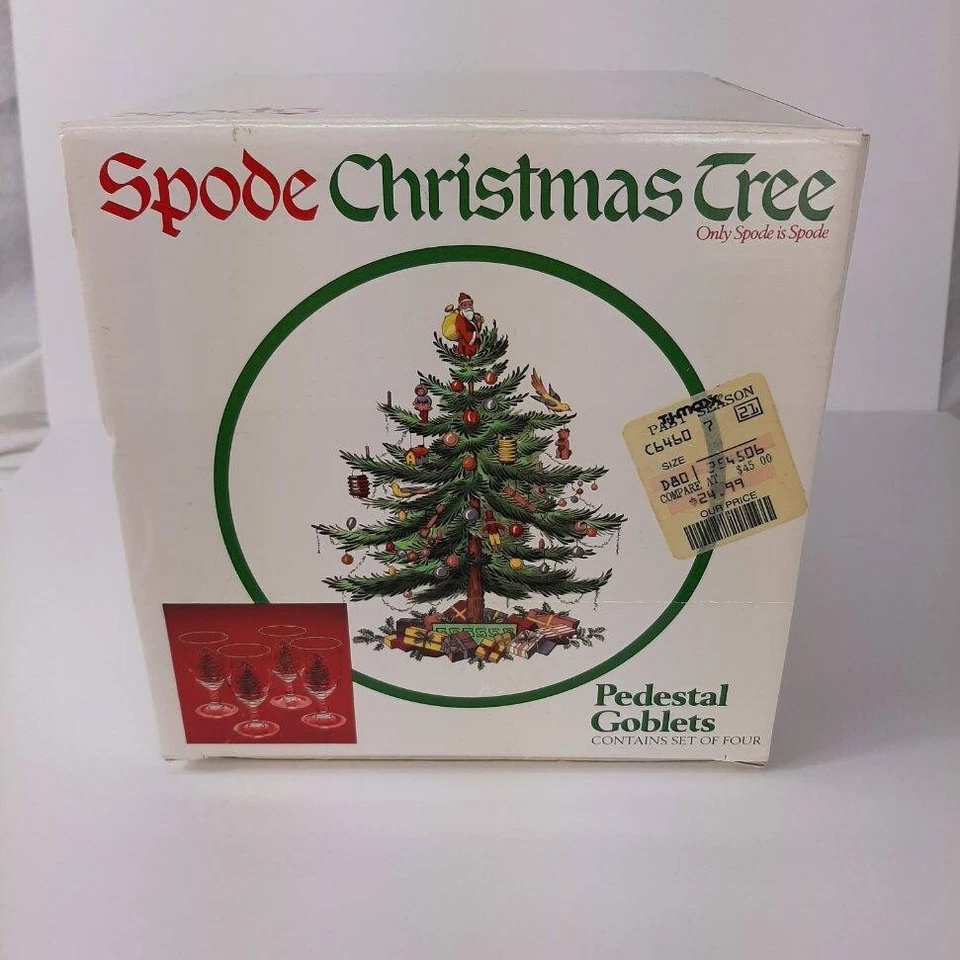 Spode Christmas Tree
Only Spode is Spode
TJ-maxx
PAST SEASON
C6460 7 21
SIZE
D80 354506
COMPARE AT $45 00
$24.99
OUR PRICE
Pedestal
Goblets
CONTAINS SET OF FOUR